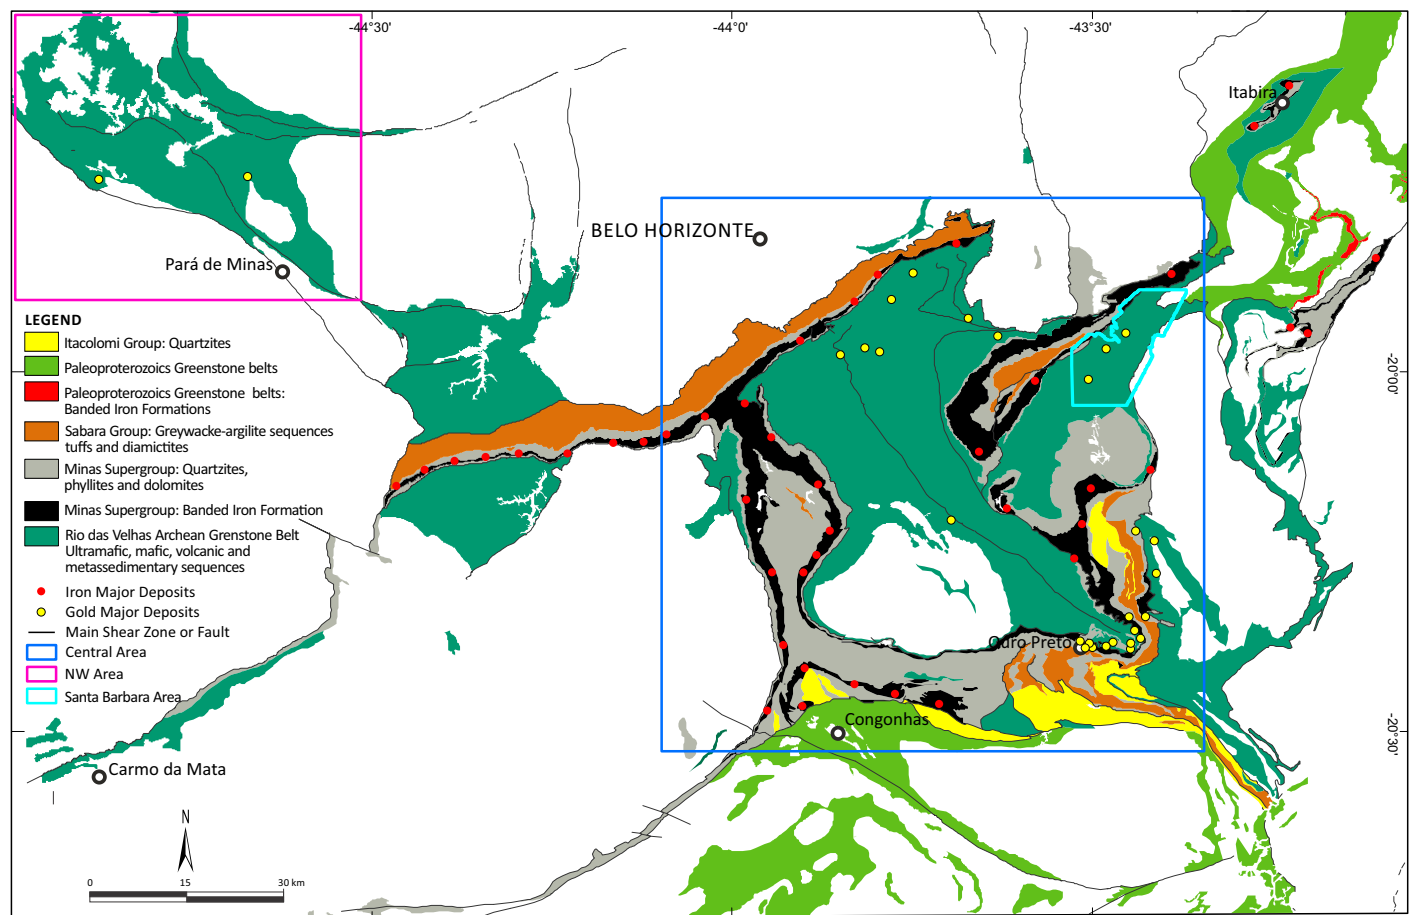 -44°30'
-44°0'
-43°30'
Itabira
BELO HORIZONTE
Pará de Minas
LEGEND
Itacolomi Group: Quartzites
Paleoproterozoics Greenstone belts
Paleoproterozoics Greenstone belts:
Banded Iron Formations
Sabara Group: Greywacke-argilite sequences
tuffs and diamictites
Minas Supergroup: Quartzites,
phyllites and dolomites
Minas Supergroup: Banded Iron Formation
Rio das Velhas Archean Grenstone Belt
Ultramafic, mafic, volcanic and
metassedimentary sequences
Iron Major Deposits
Gold Major Deposits
Main Shear Zone or Fault
Central Area
NW Area
Santa Barbara Area
-20°00'
Ouro Preto
Congonhas
-20°30'
Carmo da Mata
N
0 15 30 km